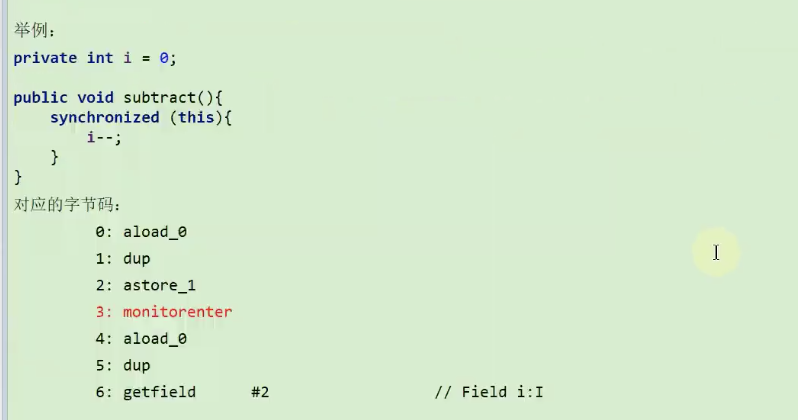 举例：
private int i = 0;
public void subtract(){
synchronized (this){
i--;
}
}
对应的字节码：
0: aload_0
1: dup
2: astore_1
3: monitorenter
4: aload_0
5: dup
6: getfield #2 // Field i:I